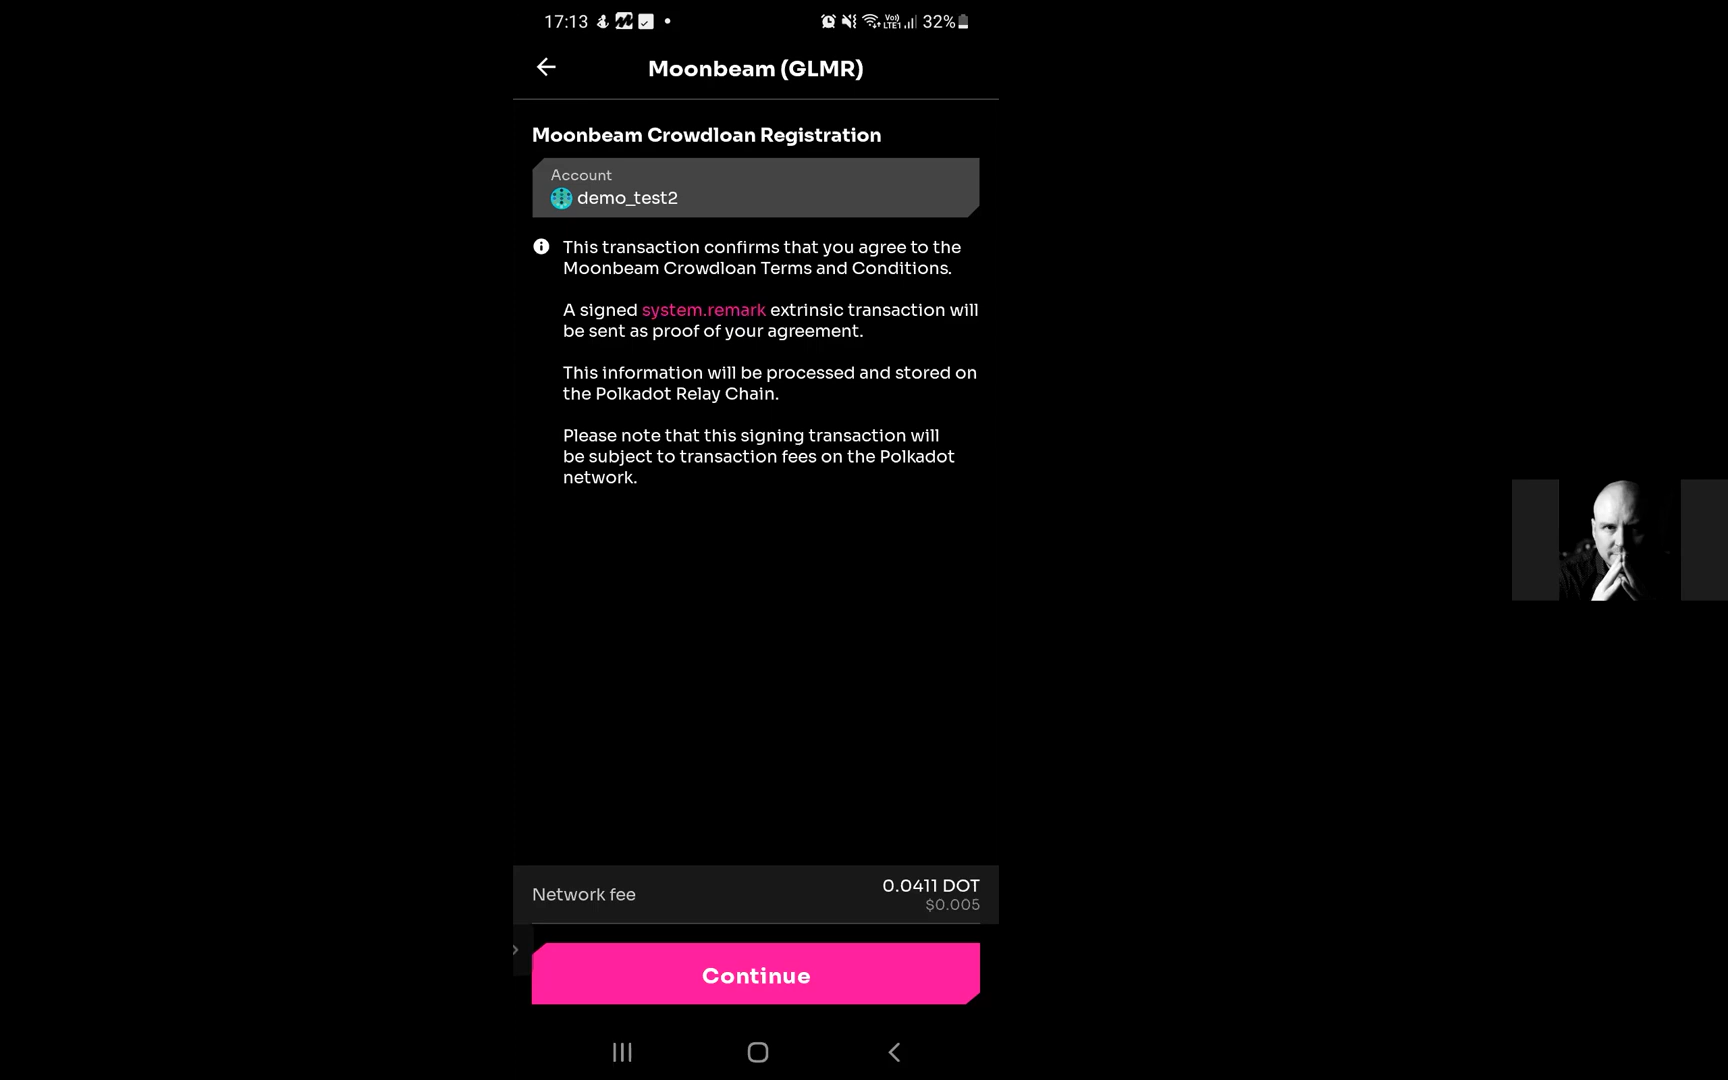 17:13
Vo))
LTE1
32%
Moonbeam (GLMR)
Moonbeam Crowdloan Registration
Account
demo_test2
This transaction confirms that you agree to the
Moonbeam Crowdloan Terms and Conditions.
A signed system.remark extrinsic transaction will
be sent as proof of your agreement.
This information will be processed and stored on
the Polkadot Relay Chain.
Please note that this signing transaction will
be subject to transaction fees on the Polkadot
network.
Network fee
0.0411 DOT
$0.005
Continue